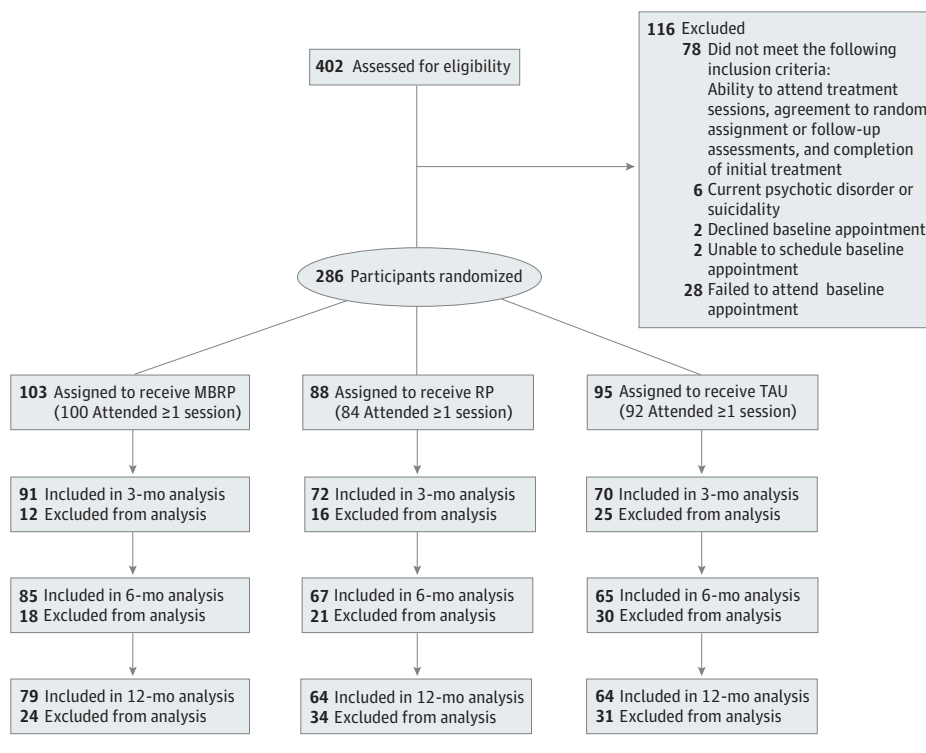 402 Assessed for eligibility
116 Excluded
78 Did not meet the following
inclusion criteria:
Ability to attend treatment
sessions, agreement to random
assignment or follow-up
assessments, and completion
of initial treatment
6 Current psychotic disorder or
suicidality
2 Declined baseline appointment
2 Unable to schedule baseline
appointment
28 Failed to attend baseline
appointment
286 Participants randomized
103 Assigned to receive MBRP
(100 Attended ≥1 session)
88 Assigned to receive RP
(84 Attended ≥1 session)
95 Assigned to receive TAU
(92 Attended ≥1 session)
91 Included in 3-mo analysis
12 Excluded from analysis
72 Included in 3-mo analysis
16 Excluded from analysis
70 Included in 3-mo analysis
25 Excluded from analysis
85 Included in 6-mo analysis
18 Excluded from analysis
67 Included in 6-mo analysis
21 Excluded from analysis
65 Included in 6-mo analysis
30 Excluded from analysis
79 Included in 12-mo analysis
24 Excluded from analysis
64 Included in 12-mo analysis
34 Excluded from analysis
64 Included in 12-mo analysis
31 Excluded from analysis